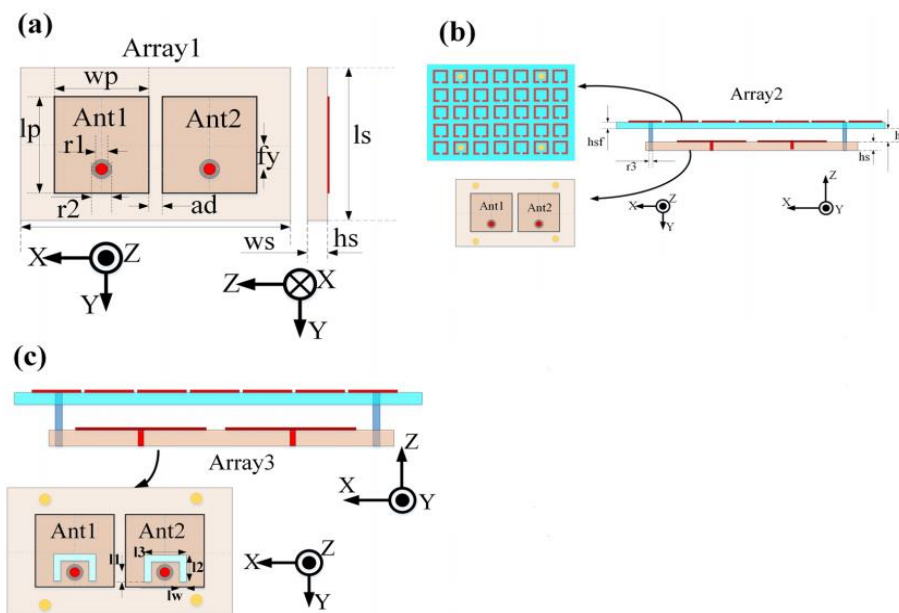 (a)
Array1
wp
lp
Ant1
Ant2
r1
fy
ls
r2
ad
ws
hs
X
Z
Y
Z
X
Y
(b)
Array2
hsf
h
hs
r3
Ant1
Ant2
X
Z
Y
Z
X
Y
(c)
Array3
Z
X
Y
Ant1
Ant2
l1
l3
l2
lw
X
Z
Y